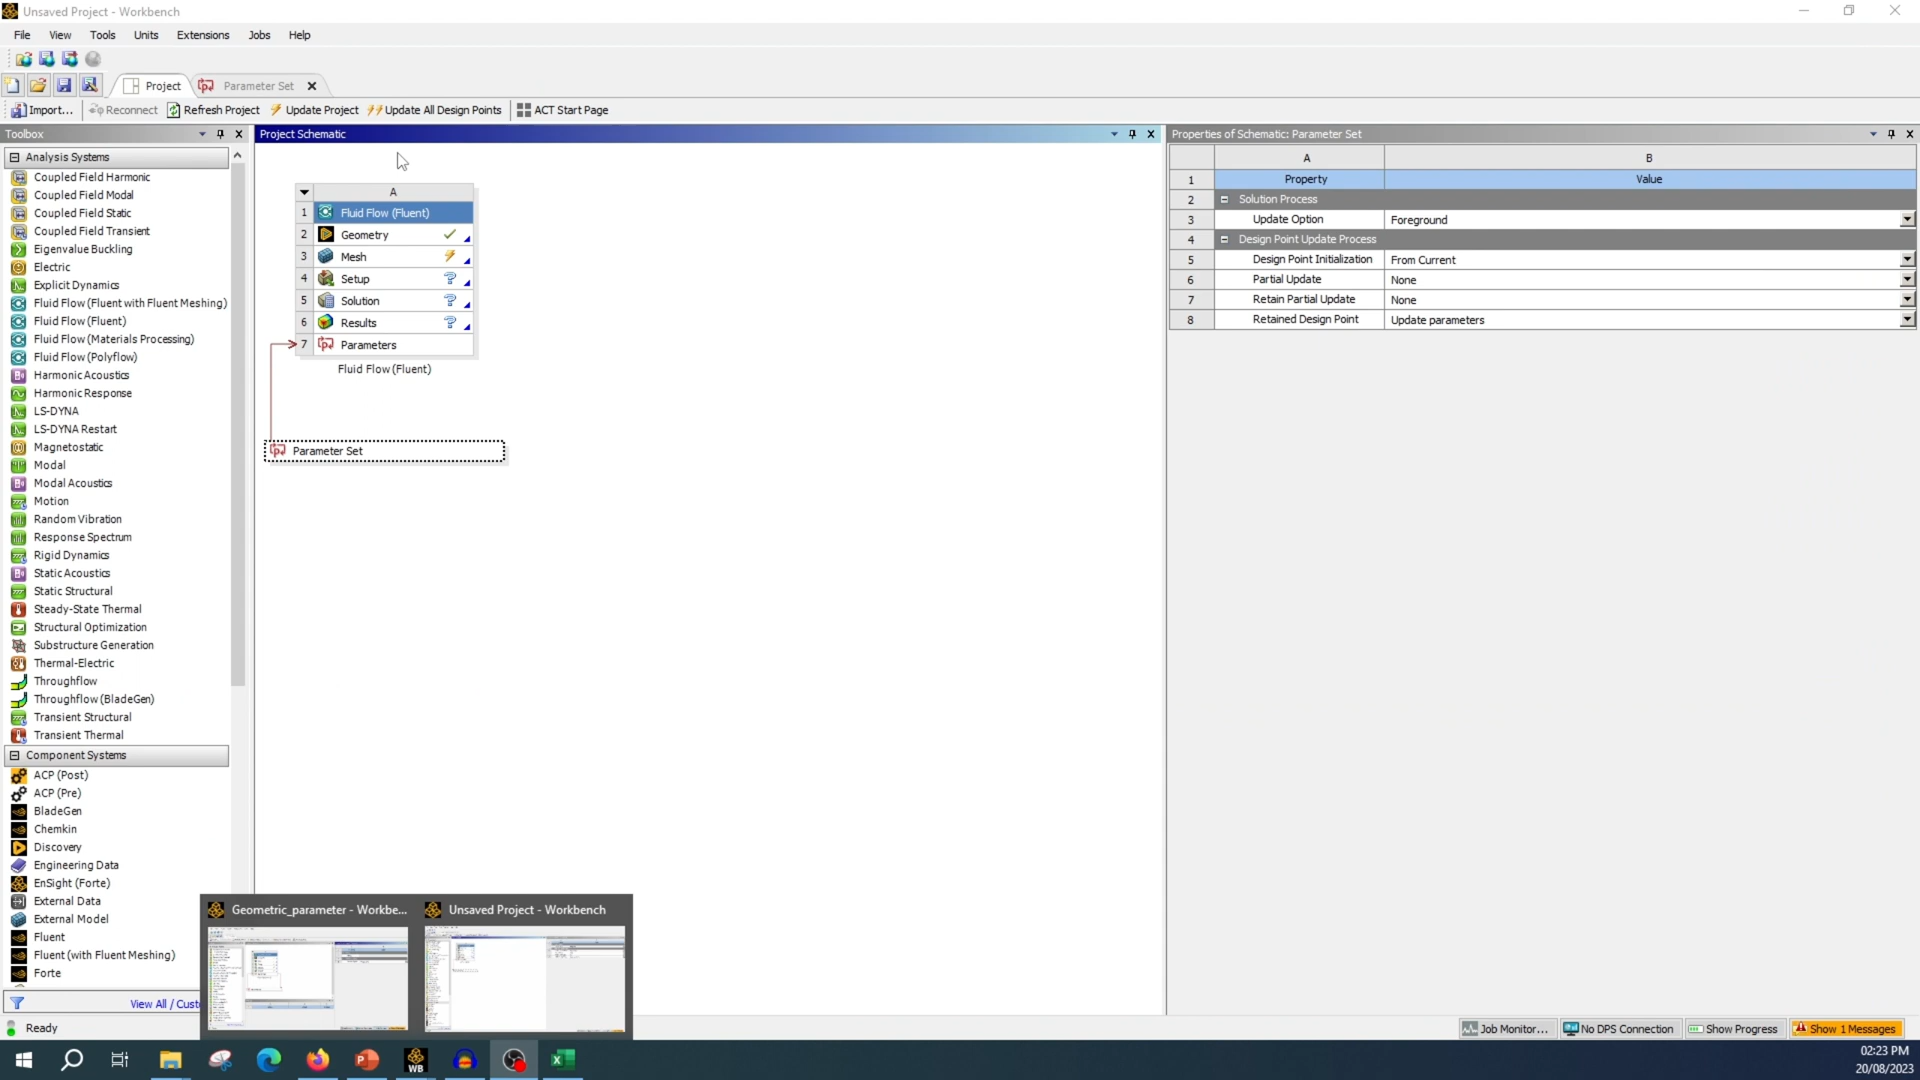 Unsaved Project - Workbench
File View Tools Units Extensions Jobs Help
Project Parameter Set
Import... Reconnect Refresh Project Update Project Update All Design Points ACT Start Page
Toolbox
Analysis Systems
Coupled Field Harmonic
Coupled Field Modal
Coupled Field Static
Coupled Field Transient
Eigenvalue Buckling
Electric
Explicit Dynamics
Fluid Flow (Fluent with Fluent Meshing)
Fluid Flow (Fluent)
Fluid Flow (Materials Processing)
Fluid Flow (Polyflow)
Harmonic Acoustics
Harmonic Response
LS-DYNA
LS-DYNA Restart
Magnetostatic
Modal
Modal Acoustics
Motion
Random Vibration
Response Spectrum
Rigid Dynamics
Static Acoustics
Static Structural
Steady-State Thermal
Structural Optimization
Substructure Generation
Thermal-Electric
Throughflow
Throughflow (BladeGen)
Transient Structural
Transient Thermal
Component Systems
ACP (Post)
ACP (Pre)
BladeGen
Chemkin
Discovery
Engineering Data
EnSight (Forte)
External Data
External Model
Fluent
Fluent (with Fluent Meshing)
Forte
View All / Cust
Project Schematic
A
1 Fluid Flow (Fluent)
2 Geometry
3 Mesh
4 Setup ?
5 Solution ?
6 Results ?
7 Parameters
Fluid Flow (Fluent)
Parameter Set
Properties of Schematic: Parameter Set
A B
1 Property Value
2 Solution Process
3 Update Option Foreground
4 Design Point Update Process
5 Design Point Initialization From Current
6 Partial Update None
7 Retain Partial Update None
8 Retained Design Point Update parameters
Geometric_parameter - Workbe...
Unsaved Project - Workbench
Ready
Job Monitor... No DPS Connection Show Progress Show 1 Messages
WB
02:23 PM
20/08/2023